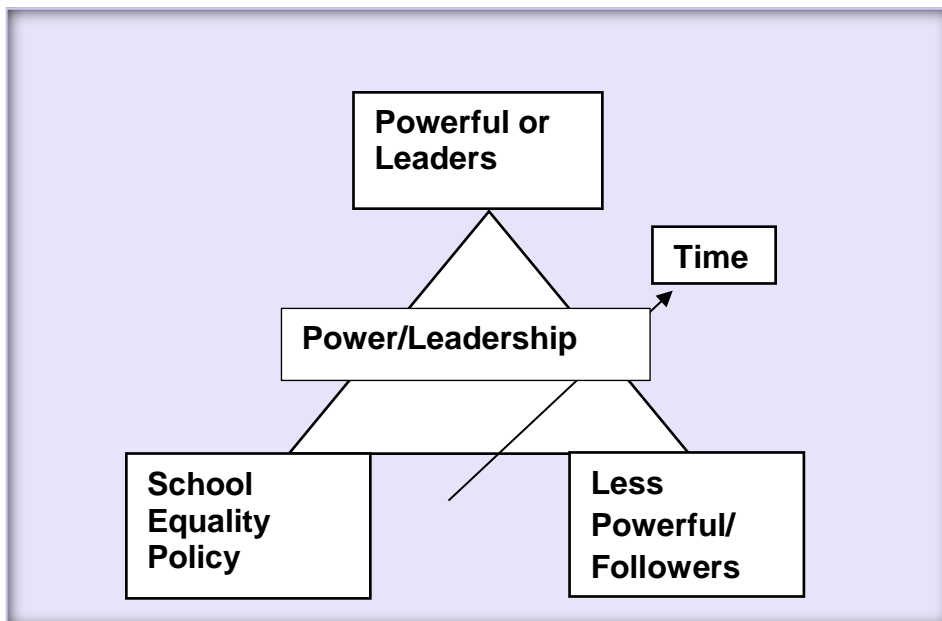 Powerful or
Leaders
Time
Power/Leadership
School
Equality
Policy
Less
Powerful/
Followers